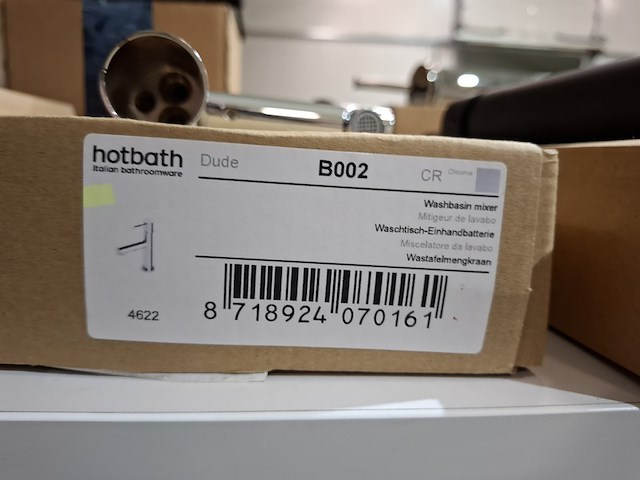 hotbath Dude B002 CR Chrome
Italian bathroomware
Washbasin mixer
Mitigeur de lavabo
Waschtisch-Einhandbatterie
Miscelatore da lavabo
Wastafelmengkraan
4622
8 718924 070161